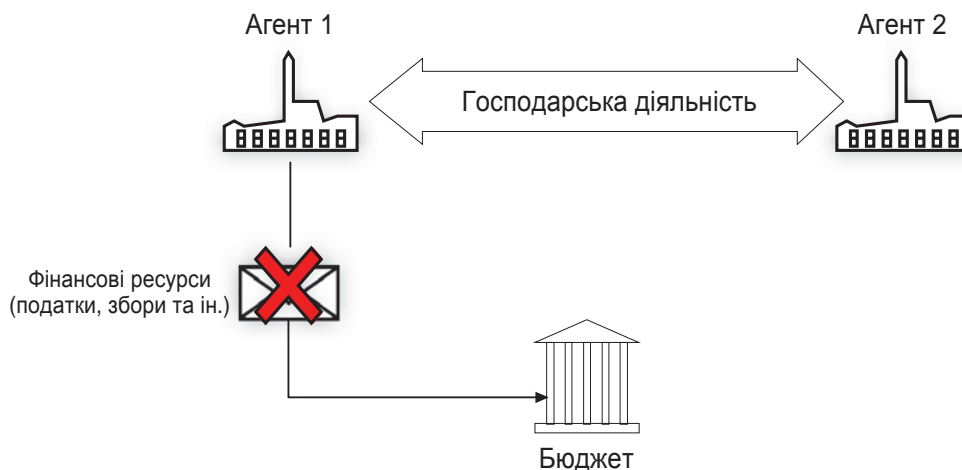 Агент 1
Агент 2
Господарська діяльність
Фінансові ресурси
(податки, збори та ін.)
Бюджет